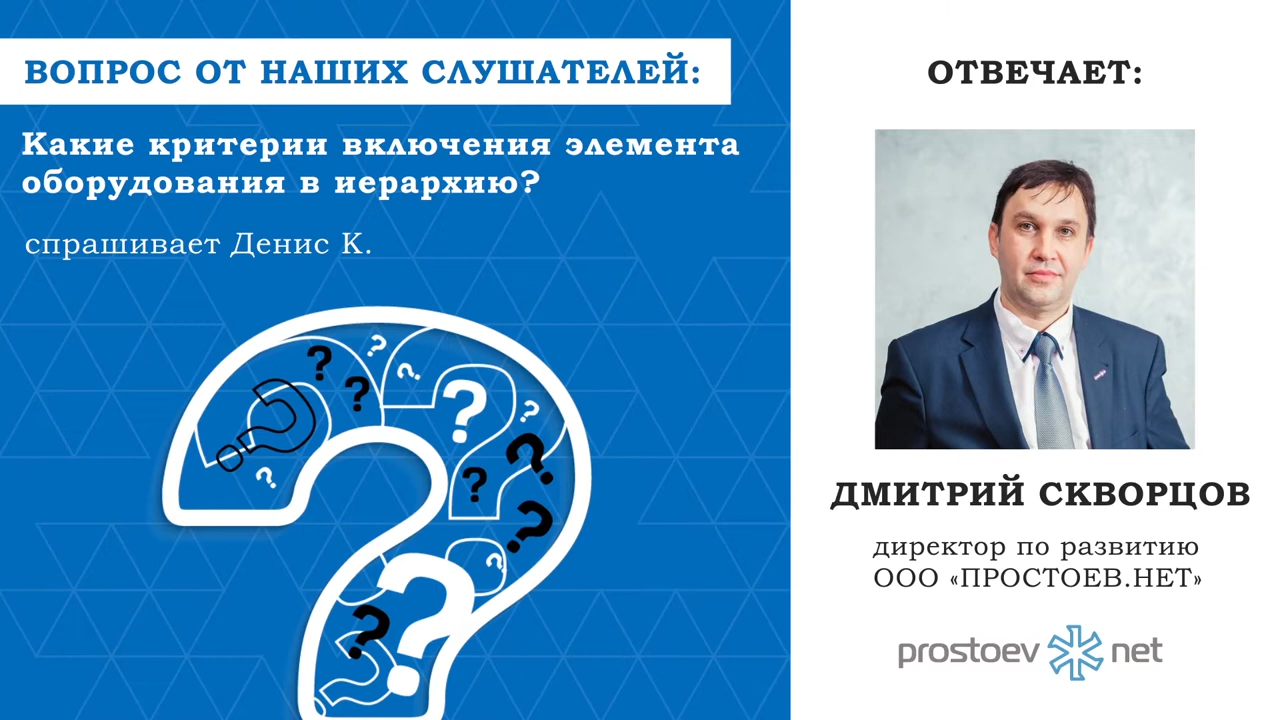 ВОПРОС ОТ НАШИХ СЛУШАТЕЛЕЙ:
Какие критерии включения элемента
оборудования в иерархию?
спрашивает Денис К.
ОТВЕЧАЕТ:
ДМИТРИЙ СКВОРЦОВ
директор по развитию
ООО «ПРОСТОЕВ.НЕТ»
prostoev net